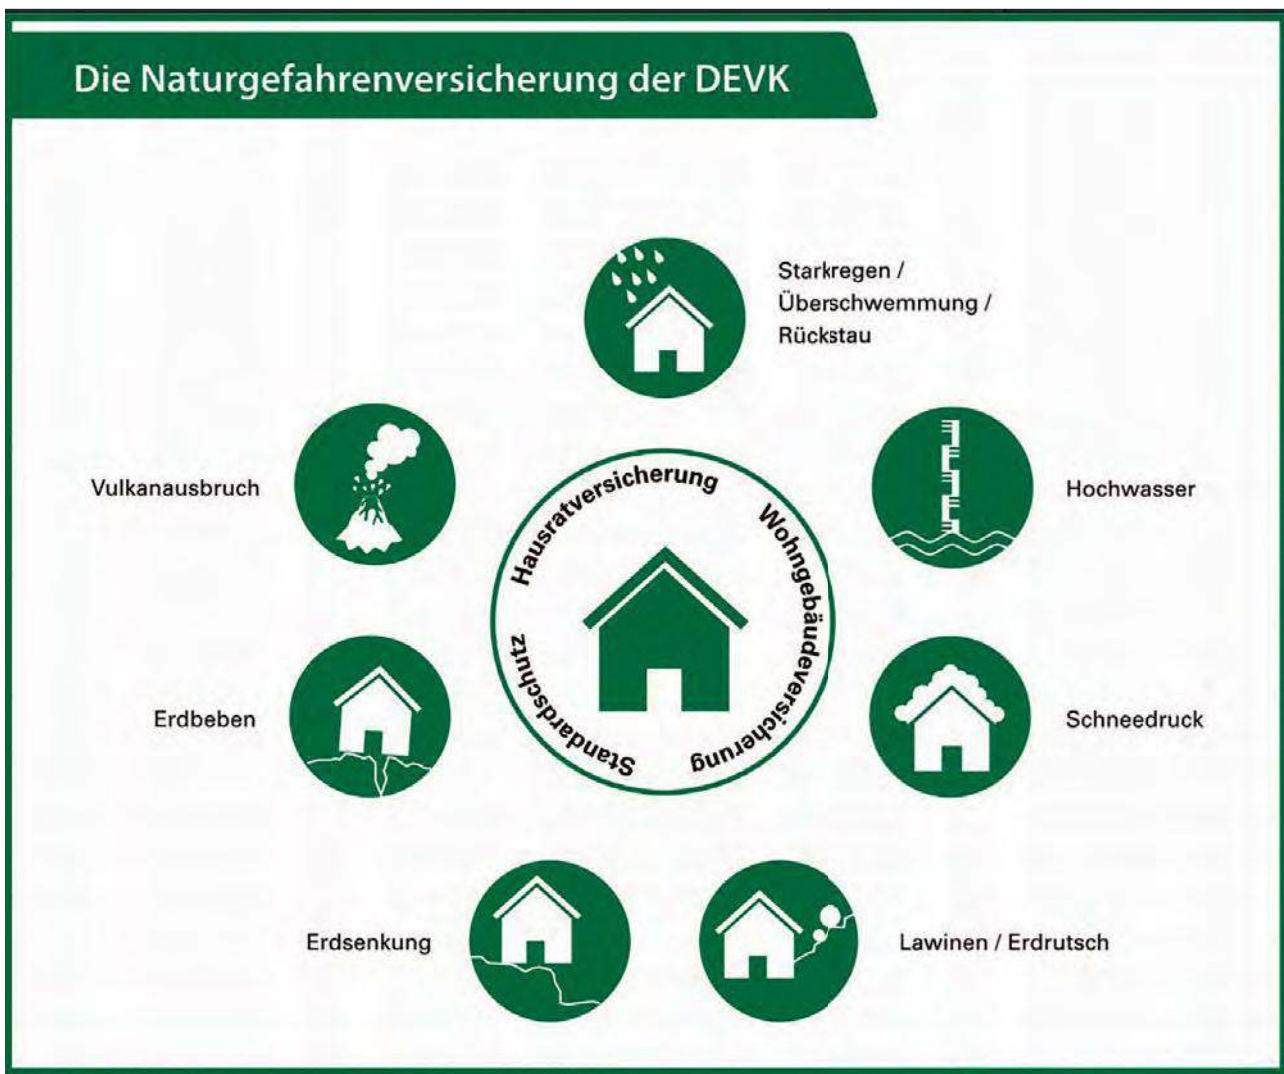 Die Naturgefahrenversicherung der DEVK
Starkregen /
Überschwemmung /
Rückstau
Vulkanausbruch
Hochwasser
Hausratversicherung
Wohngebäudeversicherung
Standardschutz
Erdbeben
Schneedruck
Erdsenkung
Lawinen / Erdrutsch